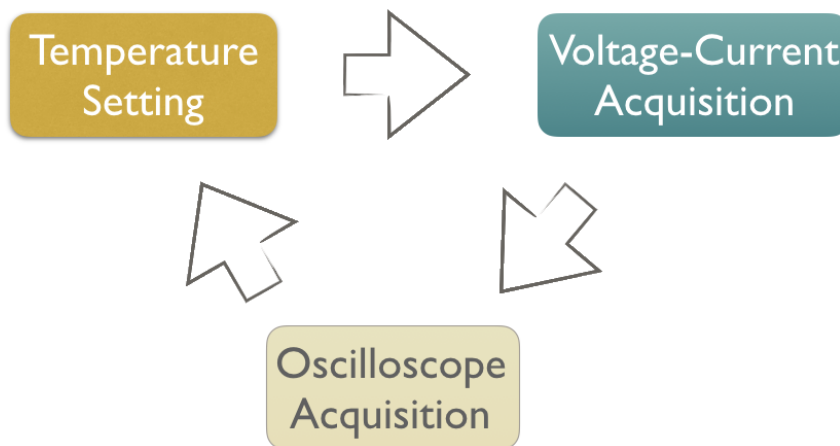 Temperature
Setting
Voltage-Current
Acquisition
Oscilloscope
Acquisition